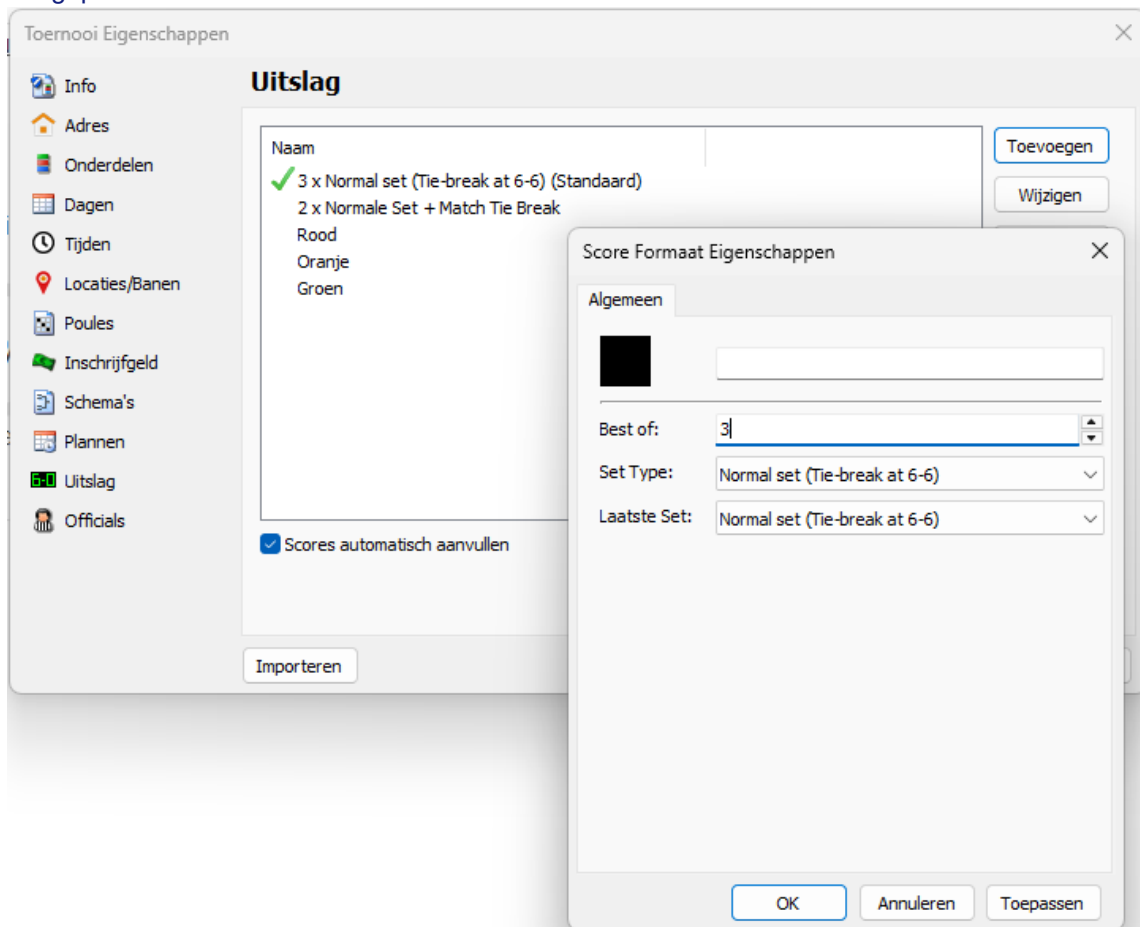 Toernooi Eigenschappen
Info
Adres
Onderdelen
Dagen
Tijden
Locaties/Banen
Poules
Inschrijfgeld
Schema's
Plannen
6-0 Uitslag
Officials
Uitslag
Naam
3 x Normal set (Tie-break at 6-6) (Standaard)
2 x Normale Set + Match Tie Break
Rood
Oranje
Groen
Toevoegen
Wijzigen
Scores automatisch aanvullen
Importeren
Score Formaat Eigenschappen
Algemeen
Best of: 3
Set Type: Normal set (Tie-break at 6-6)
Laatste Set: Normal set (Tie-break at 6-6)
OK Annuleren Toepassen